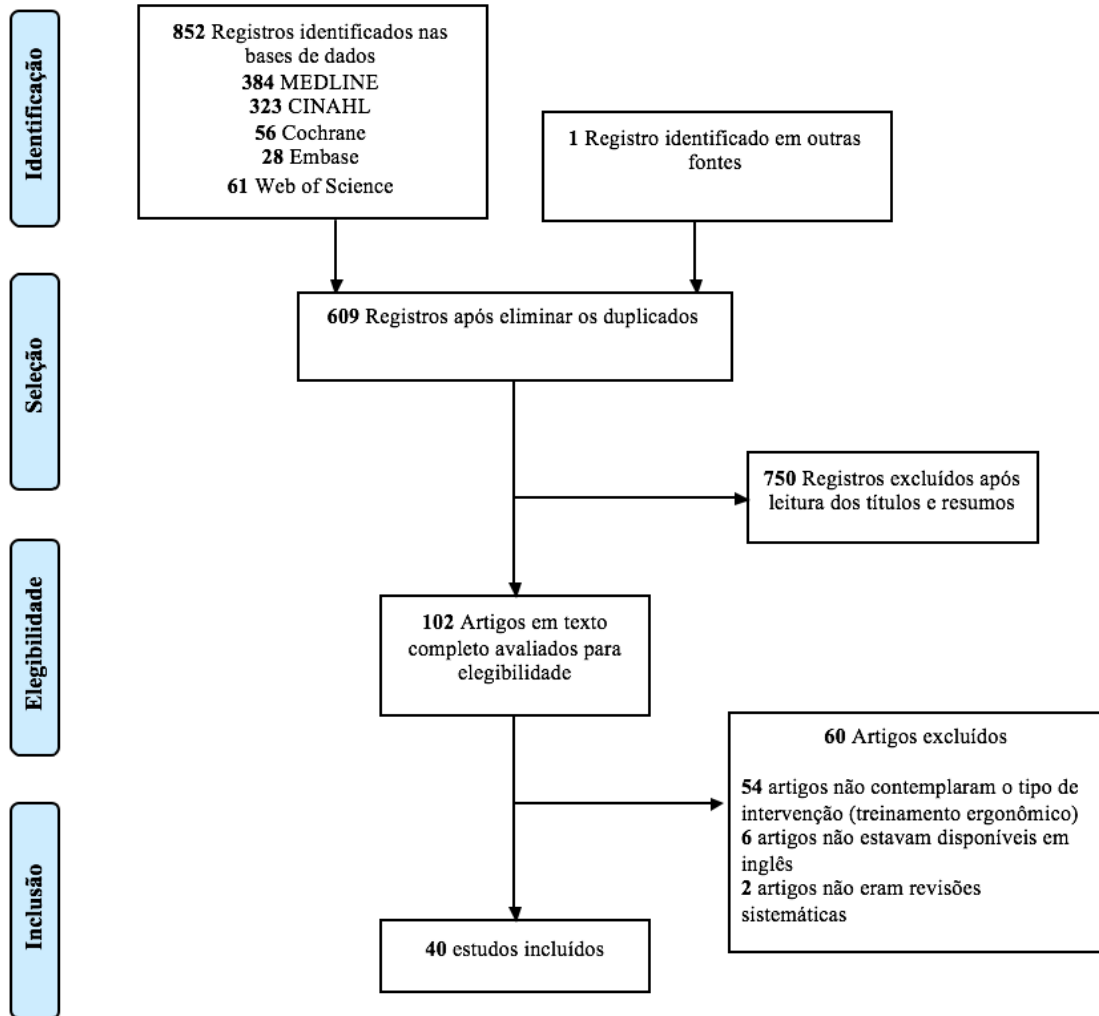 Identificação
852 Registros identificados nas
bases de dados
384 MEDLINE
323 CINAHL
56 Cochrane
28 Embase
61 Web of Science
1 Registro identificado em outras
fontes
Seleção
609 Registros após eliminar os duplicados
750 Registros excluídos após
leitura dos títulos e resumos
Elegibilidade
102 Artigos em texto
completo avaliados para
elegibilidade
60 Artigos excluídos
54 artigos não contemplaram o tipo de
intervenção (treinamento ergonômico)
6 artigos não estavam disponíveis em
inglês
2 artigos não eram revisões
sistemáticas
Inclusão
40 estudos incluídos